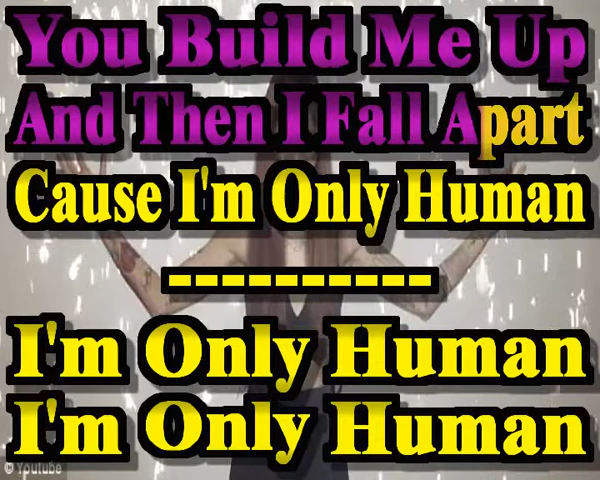 You Build Me Up
And Then I Fall Apart
Cause I'm Only Human
----------
I'm Only Human
I'm Only Human
Youtube